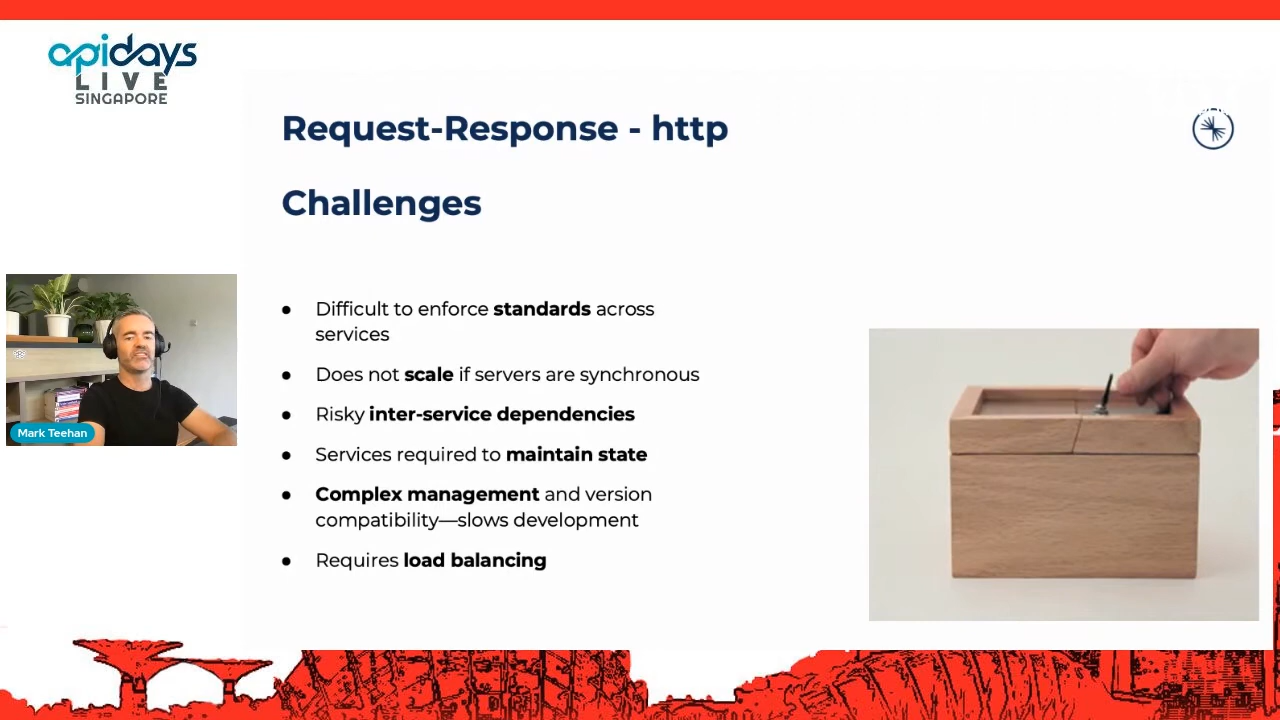 apidays
LIVE
SINGAPORE
Request-Response - http
Challenges
● Difficult to enforce standards across
services
● Does not scale if servers are synchronous
● Risky inter-service dependencies
● Services required to maintain state
● Complex management and version
compatibility—slows development
● Requires load balancing
Mark Teehan